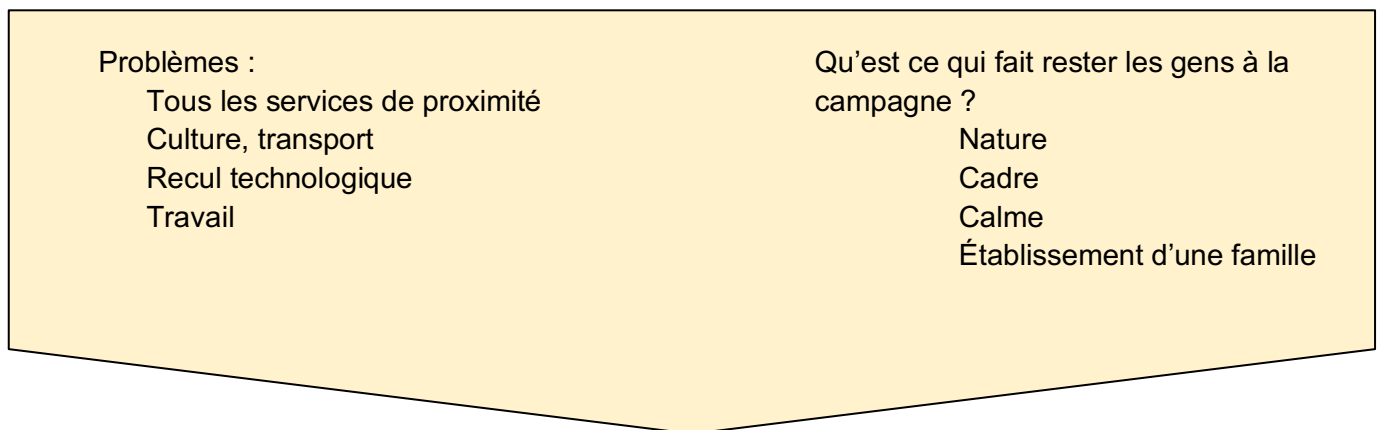 Problèmes :
Tous les services de proximité
Culture, transport
Recul technologique
Travail
Qu’est ce qui fait rester les gens à la
campagne ?
Nature
Cadre
Calme
Établissement d’une famille